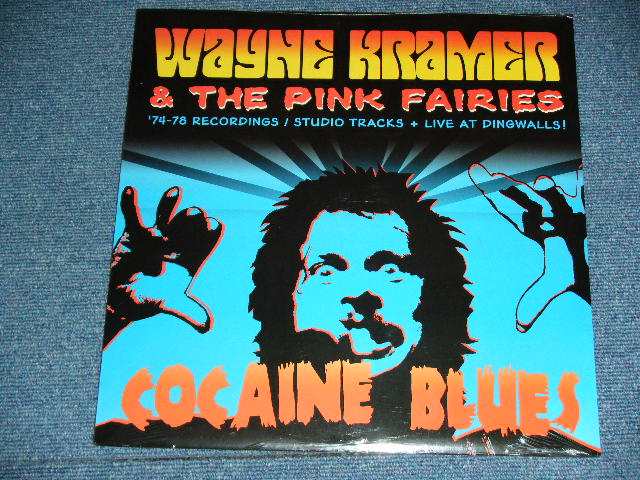 WAYNE KRAMER
& THE PINK FAIRIES
'74-78 RECORDINGS / STUDIO TRACKS + LIVE AT DINGWALLS!
COCAINE BLUES